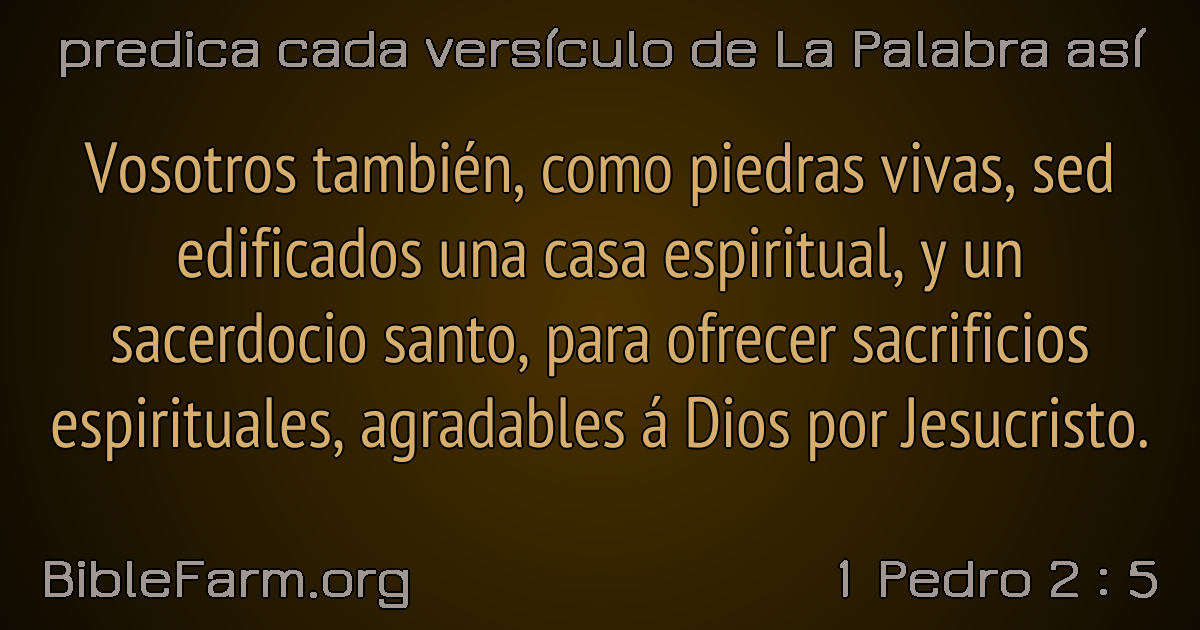 predica cada versículo de La Palabra así
Vosotros también, como piedras vivas, sed
edificados una casa espiritual, y un
sacerdocio santo, para ofrecer sacrificios
espirituales, agradables á Dios por Jesucristo.
BibleFarm.org
1 Pedro 2 : 5